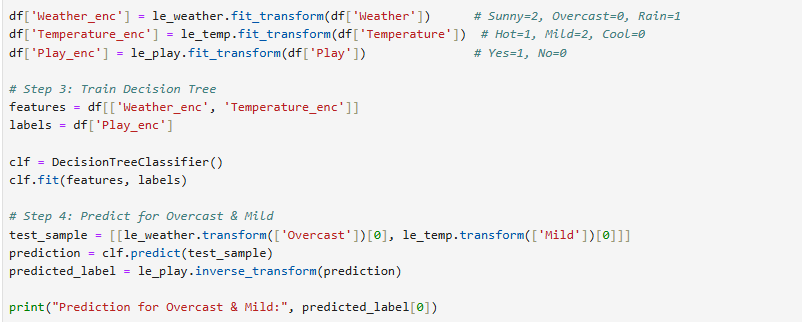 df['Weather_enc'] = le_weather.fit_transform(df['Weather'])      # Sunny=2, Overcast=0, Rain=1
df['Temperature_enc'] = le_temp.fit_transform(df['Temperature'])  # Hot=1, Mild=2, Cool=0
df['Play_enc'] = le_play.fit_transform(df['Play'])               # Yes=1, No=0

# Step 3: Train Decision Tree
features = df[['Weather_enc', 'Temperature_enc']]
labels = df['Play_enc']

clf = DecisionTreeClassifier()
clf.fit(features, labels)

# Step 4: Predict for Overcast & Mild
test_sample = [[le_weather.transform(['Overcast'])[0], le_temp.transform(['Mild'])[0]]]
prediction = clf.predict(test_sample)
predicted_label = le_play.inverse_transform(prediction)

print("Prediction for Overcast & Mild:", predicted_label[0])